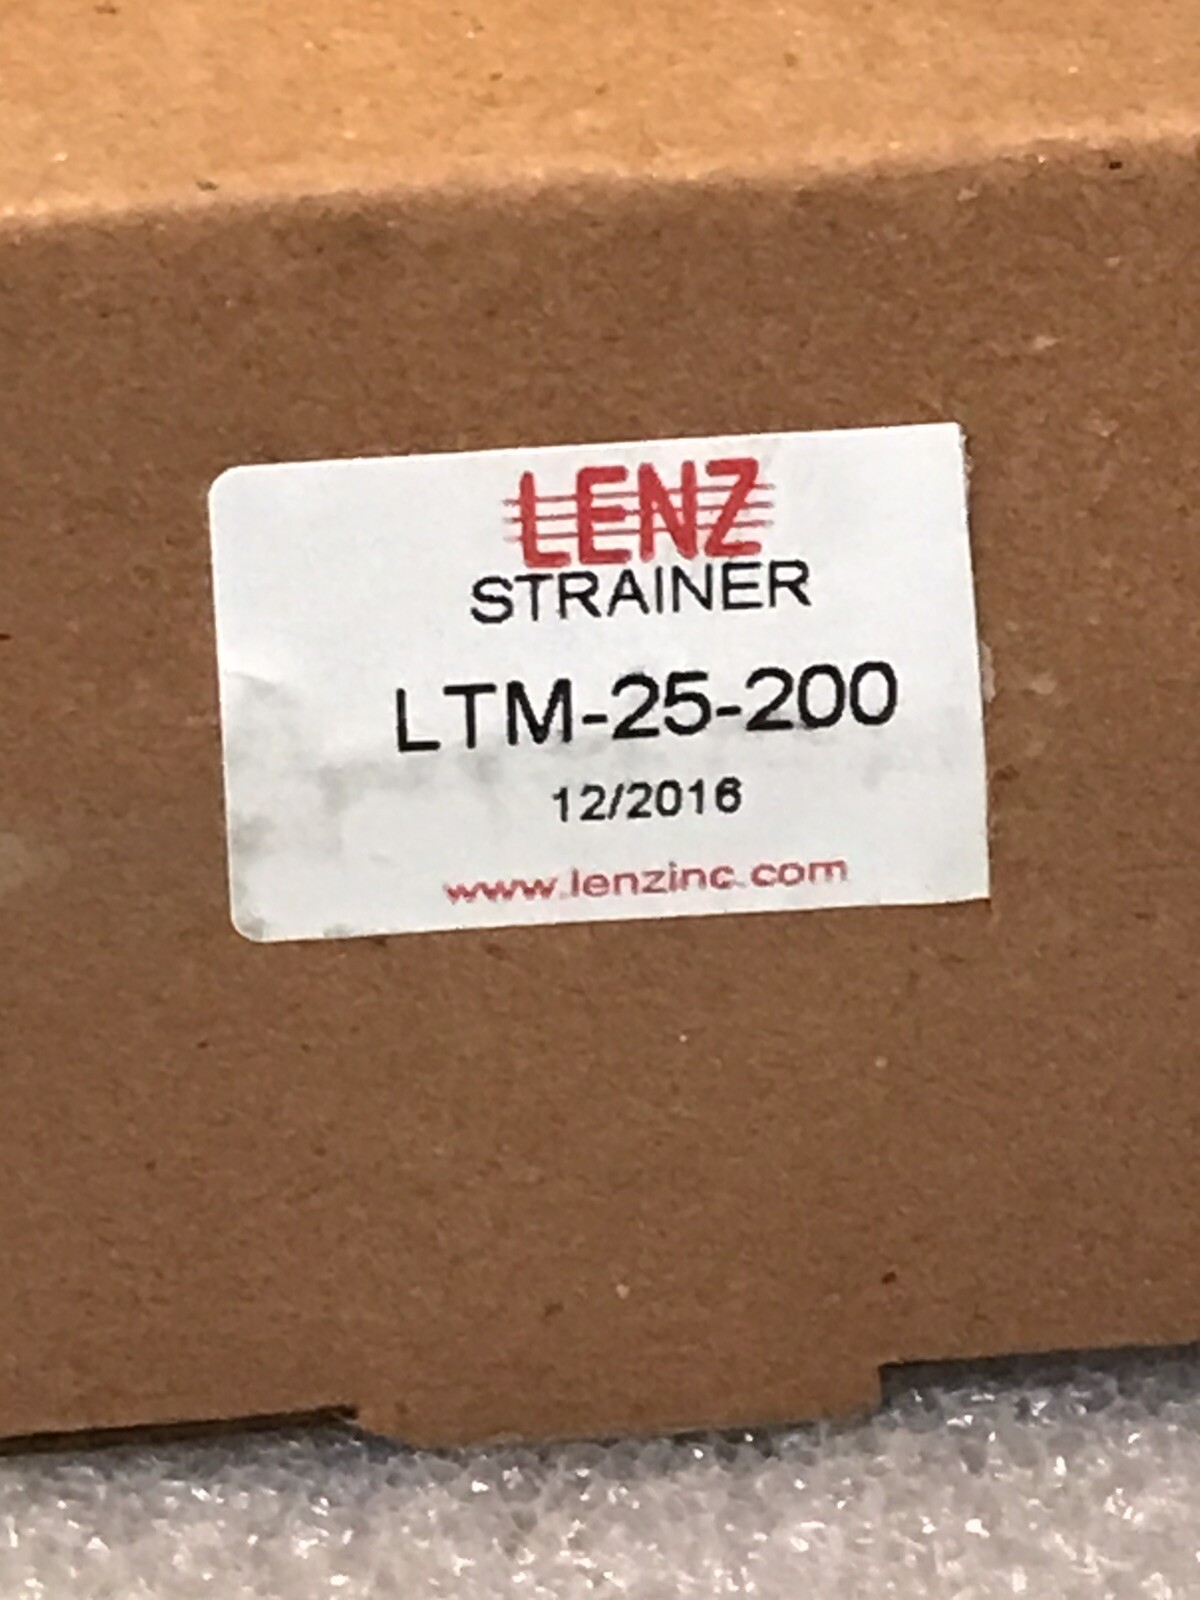 LENZ
STRAINER
LTM-25-200
12/2016
www.lenzinc.com